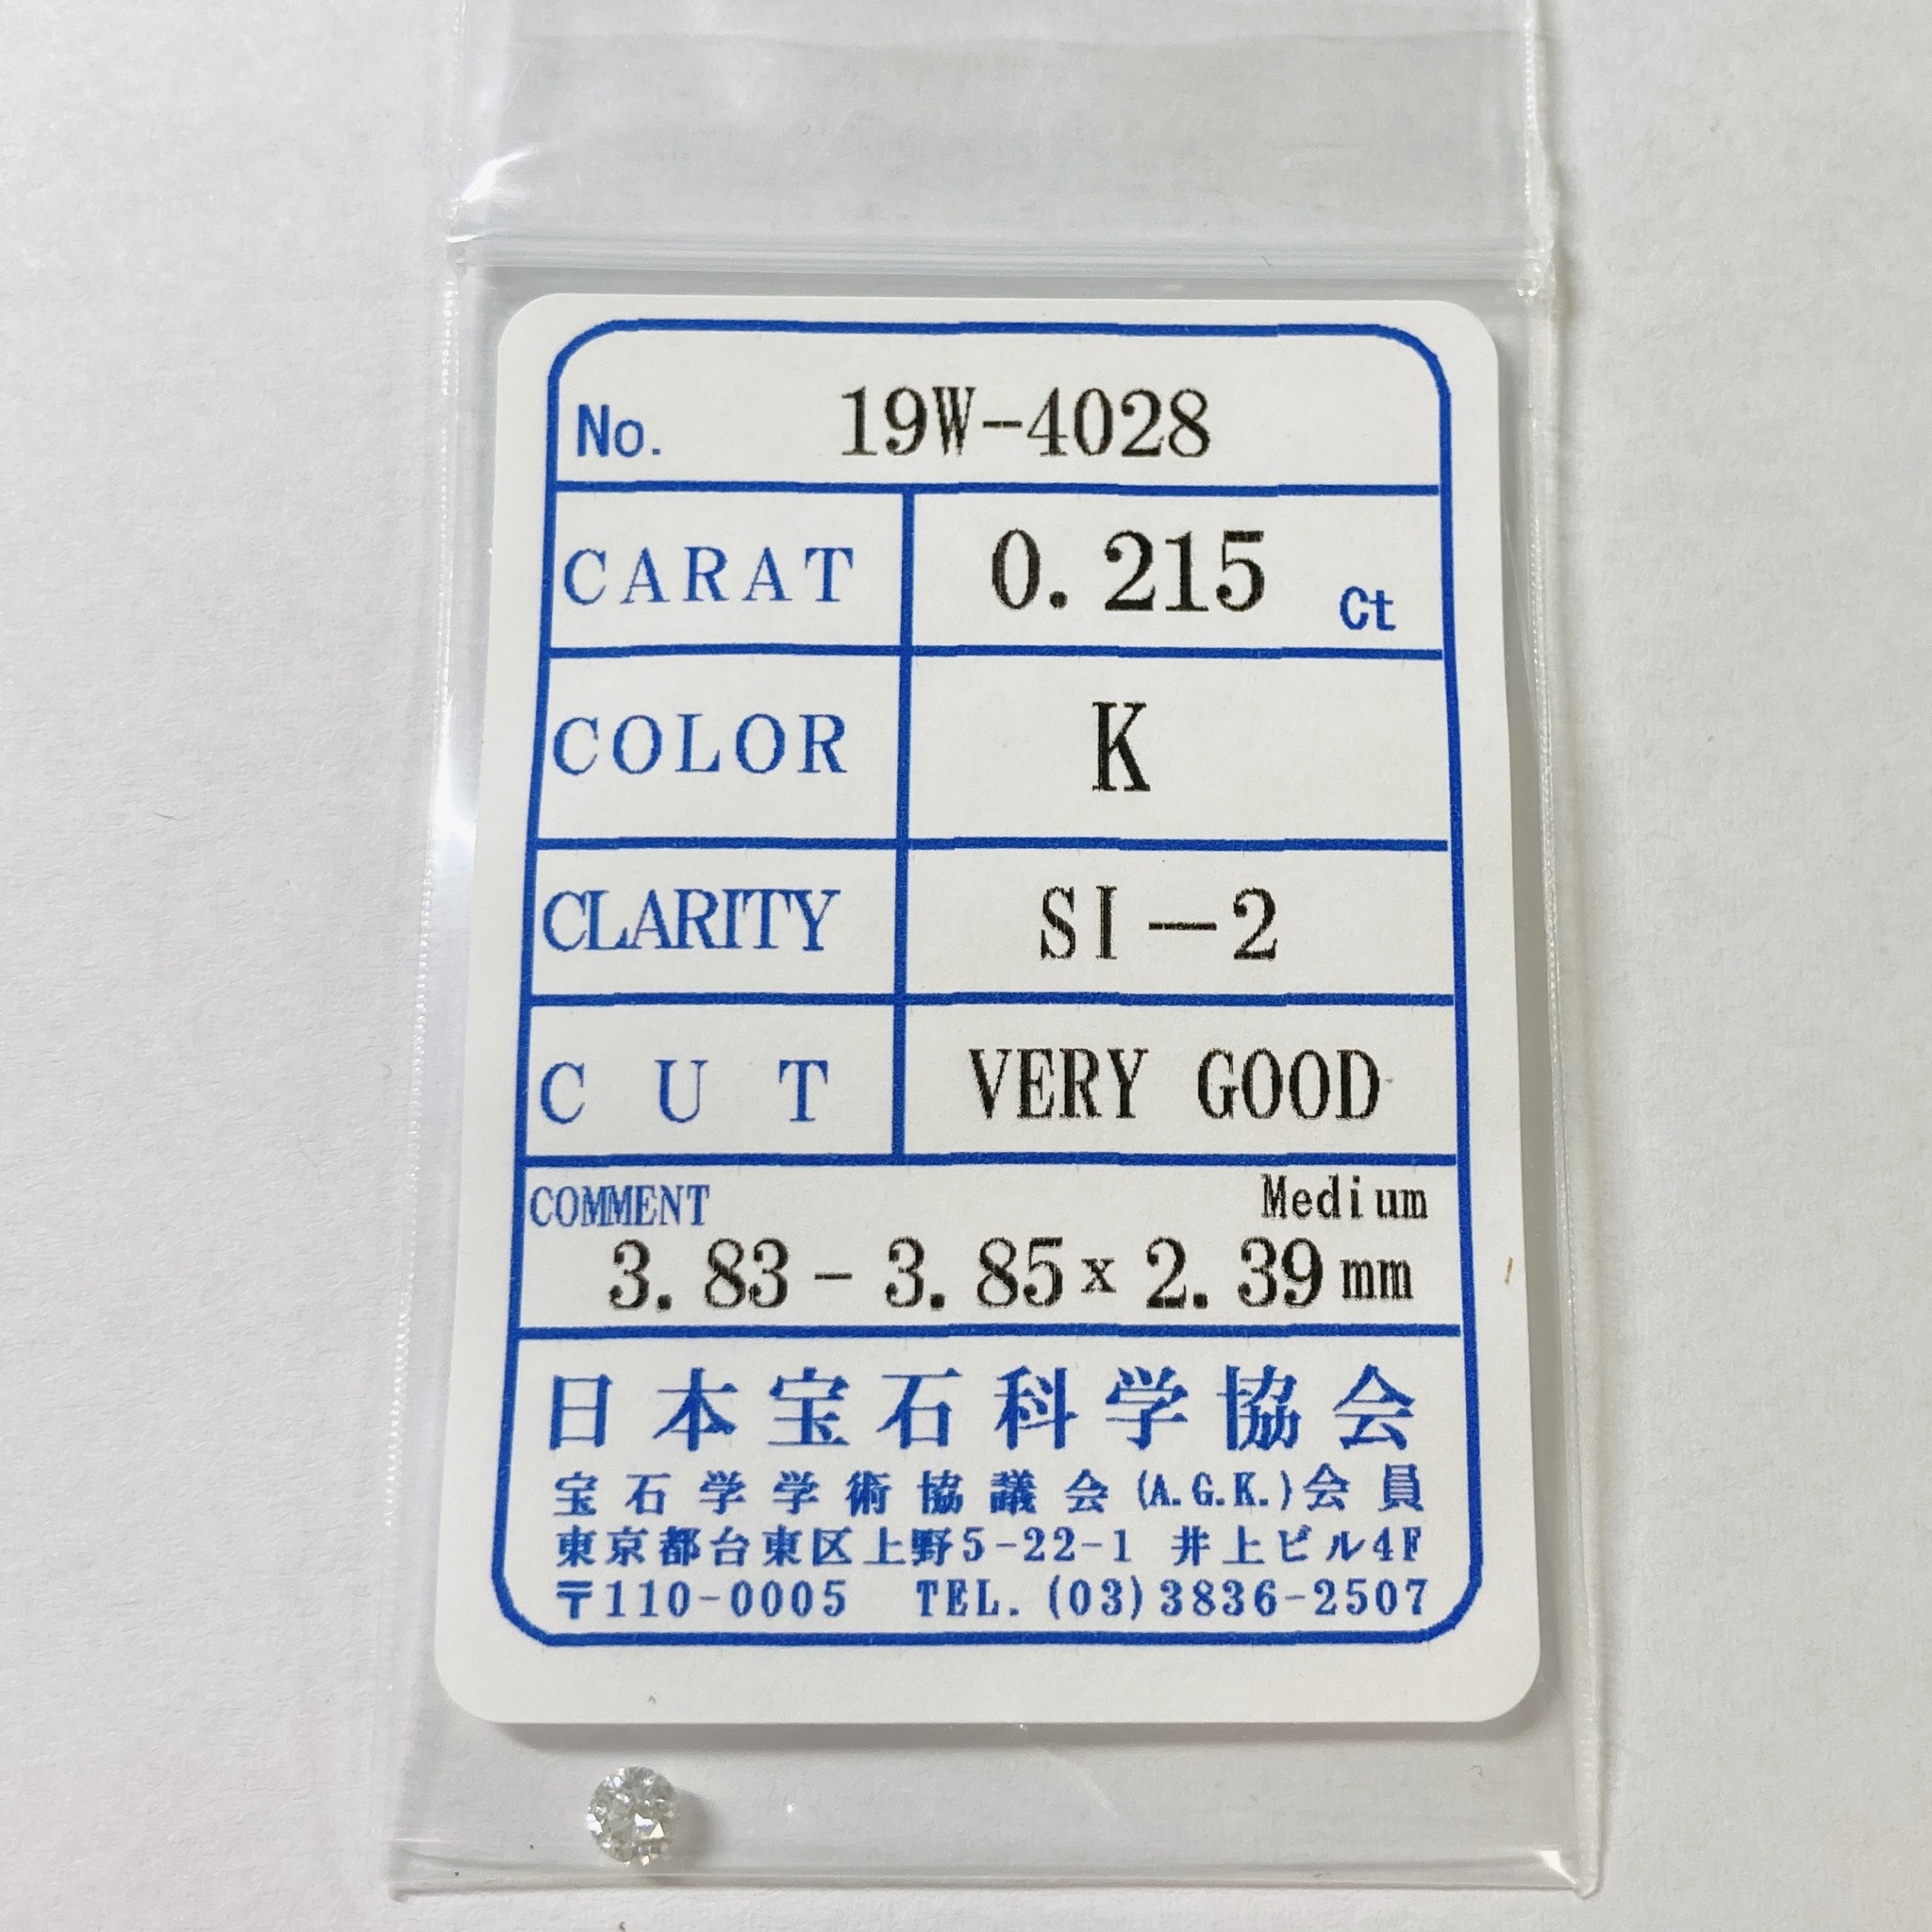 No. 19W-4028
CARAT 0.215 Ct
COLOR K
CLARITY SI-2
CUT VERY GOOD
COMMENT Medium
3.83-3.85x2.39mm
日本宝石科学協会
宝石学学術協議会(A.G.K.)会員
東京都台東区上野5-22-1 井上ビル4F
〒110-0005 TEL.(03)3836-2507